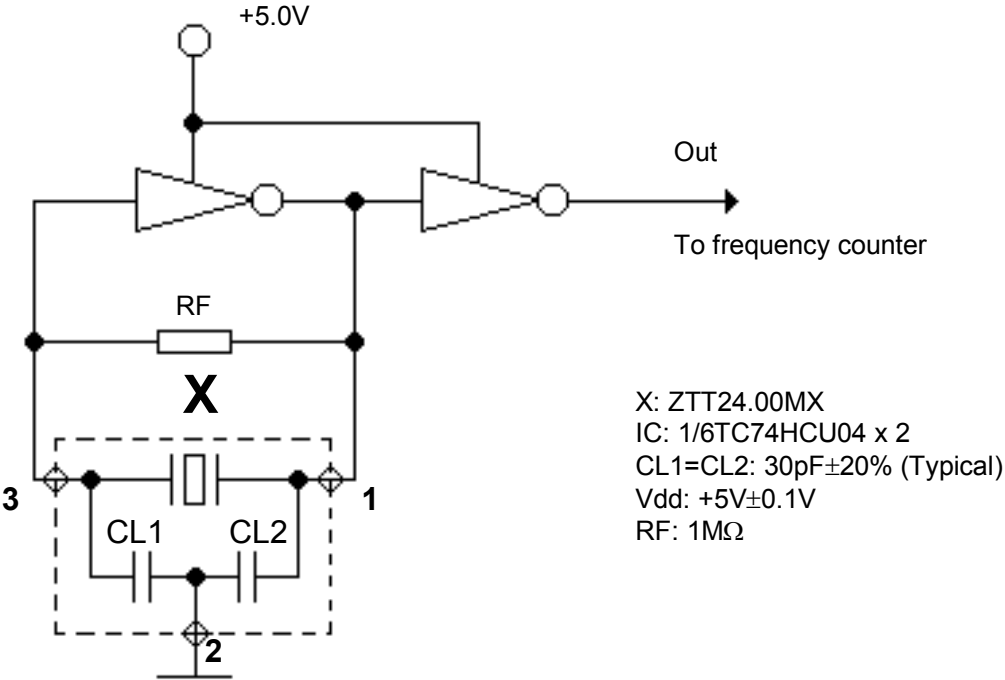 +5.0V
Out
To frequency counter
RF
X
X: ZTT24.00MX
IC: 1/6TC74HCU04 x 2
CL1=CL2: 30pF±20% (Typical)
Vdd: +5V±0.1V
RF: 1MΩ
3
1
CL1
CL2
2